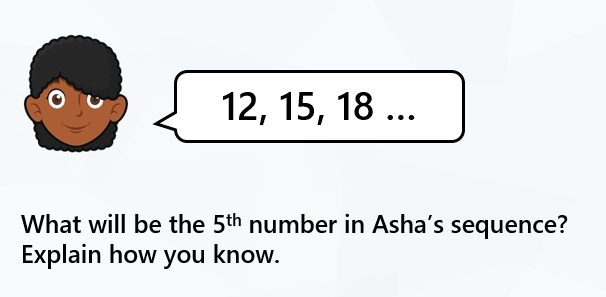 12, 15, 18 ...
What will be the 5th number in Asha’s sequence?
Explain how you know.